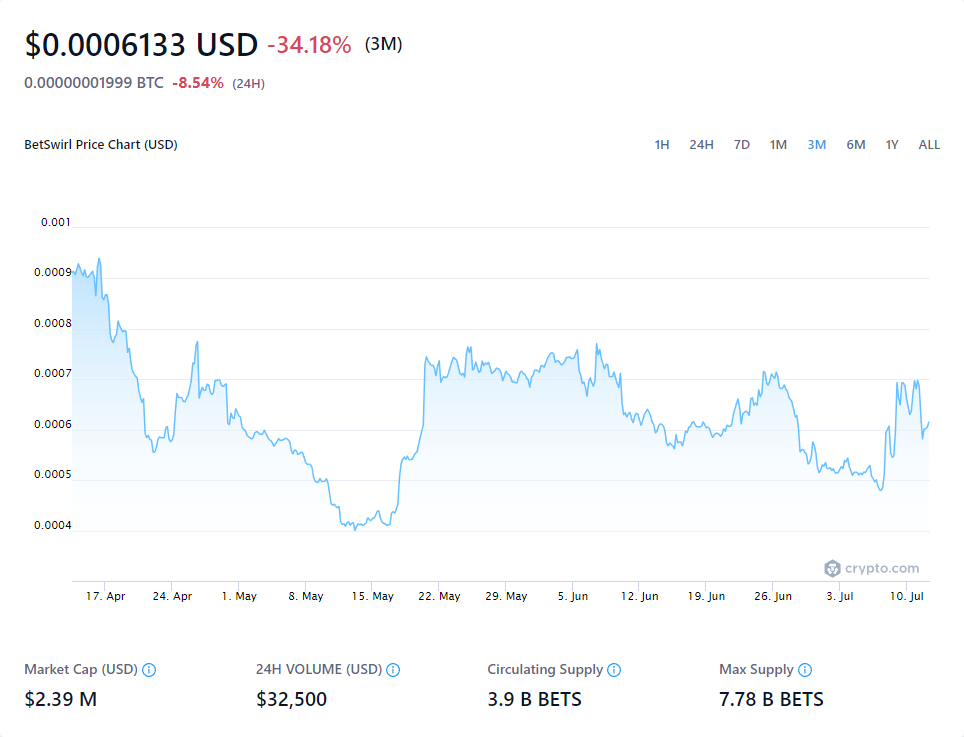 $0.0006133 USD -34.18% (3M)
0.00000001999 BTC -8.54% (24H)
BetSwirl Price Chart (USD) 1H 24H 7D 1M 3M 6M 1Y ALL
0.001
0.0009
0.0008
0.0007
0.0006
0.0005
0.0004
crypto.com
17. Apr 24. Apr 1. May 8. May 15. May 22. May 29. May 5. Jun 12. Jun 19. Jun 26. Jun 3. Jul 10. Jul
Market Cap (USD) 24H VOLUME (USD) Circulating Supply Max Supply
$2.39 M $32,500 3.9 B BETS 7.78 B BETS